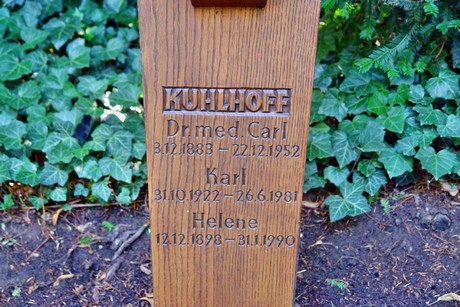 KUHLHOFF
Dr. med. Carl
3.12.1883 – 22.12.1952
Karl
31.10.1922 – 26.6.1981
Helene
12.12.1898 – 31.1.1990